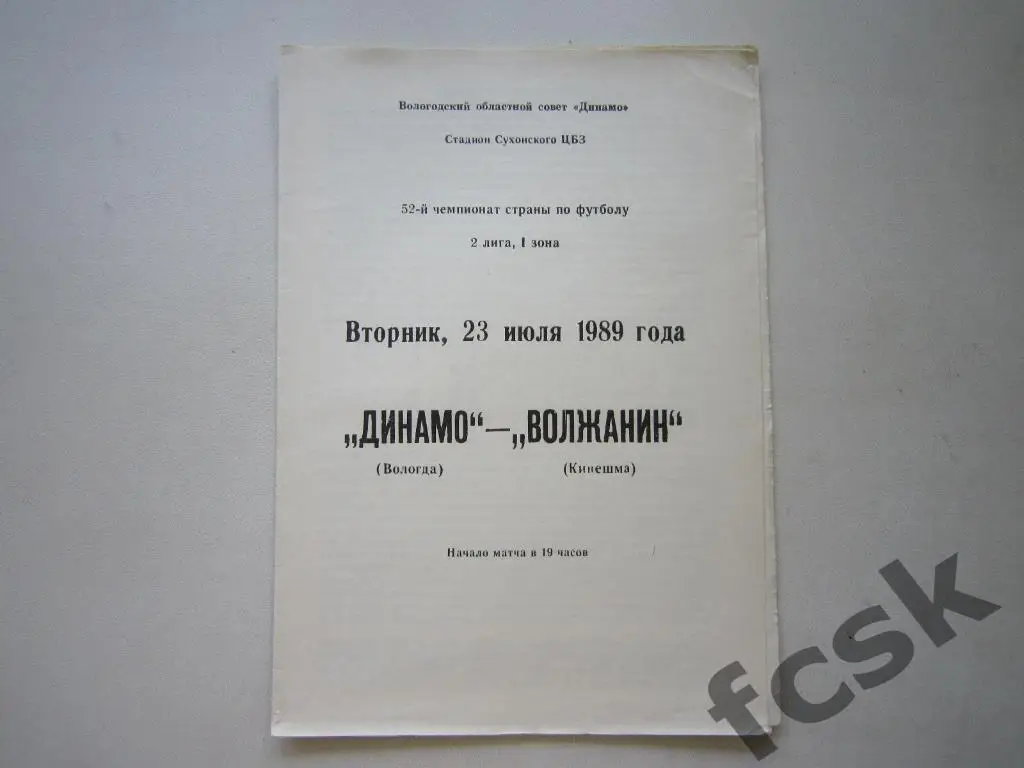 Вологодский областной совет «Динамо»
Стадион Сухонского ЦБЗ
52-й чемпионат страны по футболу
2 лига, I зона
Вторник, 23 июля 1989 года
„ДИНАМО“—„ВОЛЖАНИН“
(Вологда) (Кинешма)
Начало матча в 19 часов
fcsk